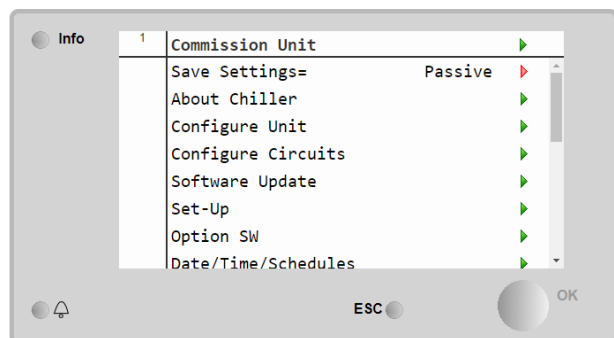 Info
1 Commission Unit
Save Settings= Passive
About Chiller
Configure Unit
Configure Circuits
Software Update
Set-Up
Option SW
Date/Time/Schedules
ESC
OK